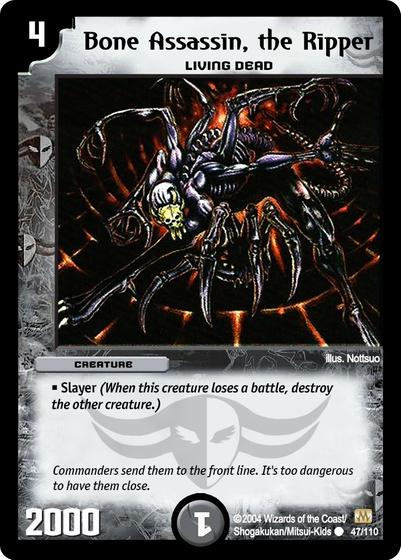 4
Bone Assassin, the Ripper
LIVING DEAD
illus. Nottsuo
CREATURE
▪ Slayer (When this creature loses a battle, destroy
the other creature.)
Commanders send them to the front line. It's too dangerous
to have them close.
2000
1
©2004 Wizards of the Coast/
Shogakukan/Mitsui-Kids ● 47/110